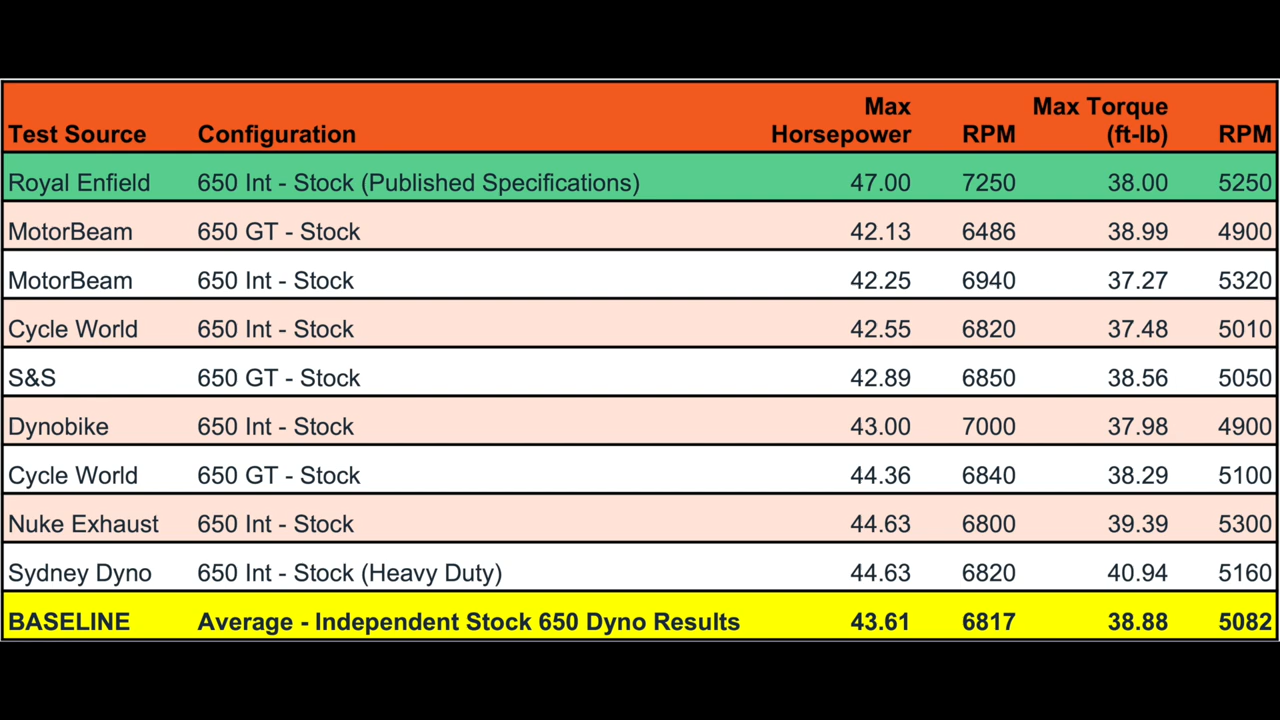 Test Source Configuration Max Horsepower RPM Max Torque (ft-lb) RPM
Royal Enfield 650 Int - Stock (Published Specifications) 47.00 7250 38.00 5250
MotorBeam 650 GT - Stock 42.13 6486 38.99 4900
MotorBeam 650 Int - Stock 42.25 6940 37.27 5320
Cycle World 650 Int - Stock 42.55 6820 37.48 5010
S&S 650 GT - Stock 42.89 6850 38.56 5050
Dynobike 650 Int - Stock 43.00 7000 37.98 4900
Cycle World 650 GT - Stock 44.36 6840 38.29 5100
Nuke Exhaust 650 Int - Stock 44.63 6800 39.39 5300
Sydney Dyno 650 Int - Stock (Heavy Duty) 44.63 6820 40.94 5160
BASELINE Average - Independent Stock 650 Dyno Results 43.61 6817 38.88 5082